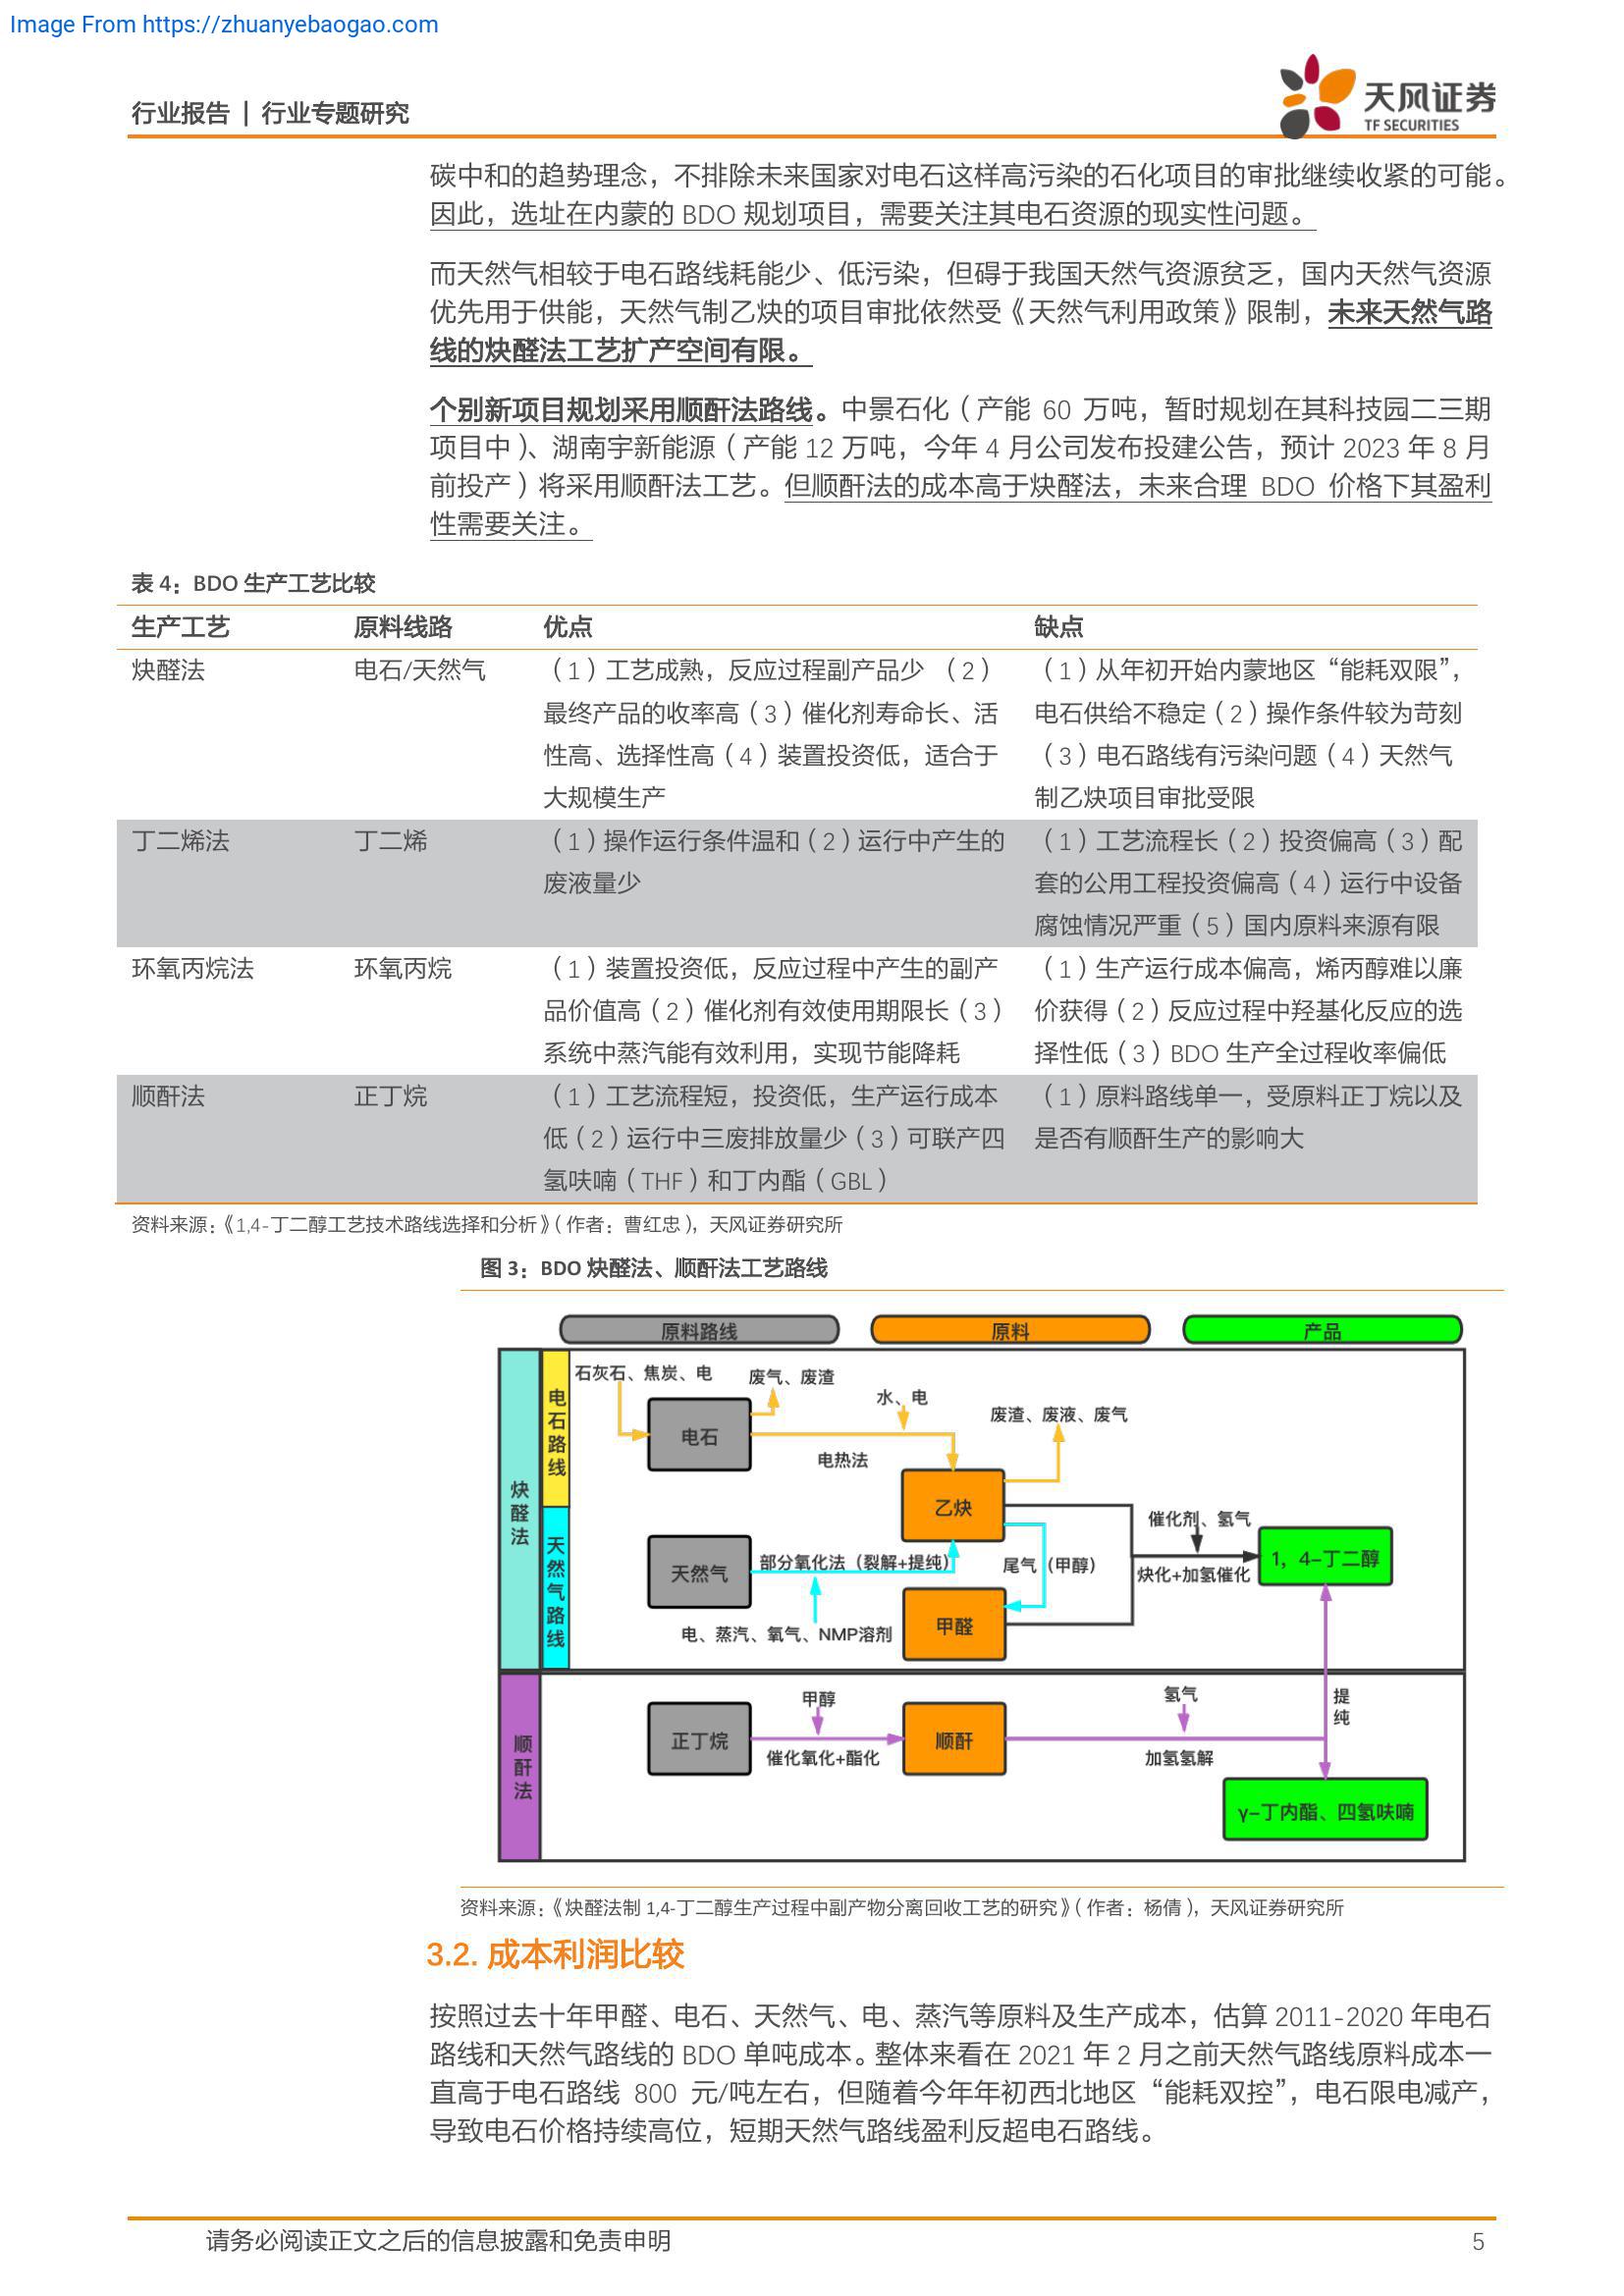 Image From https://zhuanyebaogao.com
行业报告 | 行业专题研究
天风证券
TF SECURITIES
碳中和的趋势理念，不排除未来国家对电石这样高污染的石化项目的审批继续收紧的可能。
因此，选址在内蒙的 BDO 规划项目，需要关注其电石资源的现实性问题。
而天然气相较于电石路线耗能少、低污染，但碍于我国天然气资源贫乏，国内天然气资源
优先用于供能，天然气制乙炔的项目审批依然受《天然气利用政策》限制，未来天然气路
线的炔醛法工艺扩产空间有限。
个别新项目规划采用顺酐法路线。中景石化（产能 60 万吨，暂时规划在其科技园二三期
项目中）、湖南宇新能源（产能 12 万吨，今年 4 月公司发布投建公告，预计 2023 年 8 月
前投产）将采用顺酐法工艺。但顺酐法的成本高于炔醛法，未来合理 BDO 价格下其盈利
性需要关注。
表 4：BDO 生产工艺比较
生产工艺 原料线路 优点 缺点
炔醛法 电石/天然气 （1）工艺成熟，反应过程副产品少 （2） （1）从年初开始内蒙地区“能耗双限”，
最终产品的收率高（3）催化剂寿命长、活 电石供给不稳定（2）操作条件较为苛刻
性高、选择性高（4）装置投资低，适合于 （3）电石路线有污染问题（4）天然气
大规模生产 制乙炔项目审批受限
丁二烯法 丁二烯 （1）操作运行条件温和（2）运行中产生的 （1）工艺流程长（2）投资偏高（3）配
废液量少 套的公用工程投资偏高（4）运行中设备
腐蚀情况严重（5）国内原料来源有限
环氧丙烷法 环氧丙烷 （1）装置投资低，反应过程中产生的副产 （1）生产运行成本偏高，烯丙醇难以廉
品价值高（2）催化剂有效使用期限长（3） 价获得（2）反应过程中羟基化反应的选
系统中蒸汽能有效利用，实现节能降耗 择性低（3）BDO 生产全过程收率偏低
顺酐法 正丁烷 （1）工艺流程短，投资低，生产运行成本 （1）原料路线单一，受原料正丁烷以及
低（2）运行中三废排放量少（3）可联产四 是否有顺酐生产的影响大
氢呋喃（THF）和丁内酯（GBL）
资料来源：《1,4-丁二醇工艺技术路线选择和分析》（作者：曹红忠），天风证券研究所
图 3：BDO 炔醛法、顺酐法工艺路线
原料路线 原料 产品
炔醛法
电石路线
石灰石、焦炭、电
废气、废渣
水、电
废渣、废液、废气
电石
电热法
乙炔
天然气路线
天然气
部分氧化法（裂解+提纯）
尾气（甲醇）
催化剂、氢气
1，4-丁二醇
炔化+加氢催化
甲醛
电、蒸汽、氧气、NMP溶剂
顺酐法
正丁烷
甲醇
催化氧化+酯化
顺酐
氢气
加氢氢解
提纯
γ-丁内酯、四氢呋喃
资料来源：《炔醛法制 1,4-丁二醇生产过程中副产物分离回收工艺的研究》（作者：杨倩），天风证券研究所
3.2. 成本利润比较
按照过去十年甲醛、电石、天然气、电、蒸汽等原料及生产成本，估算 2011-2020 年电石
路线和天然气路线的 BDO 单吨成本。整体来看在 2021 年 2 月之前天然气路线原料成本一
直高于电石路线 800 元/吨左右，但随着今年年初西北地区“能耗双控”，电石限电减产，
导致电石价格持续高位，短期天然气路线盈利反超电石路线。
请务必阅读正文之后的信息披露和免责申明 5